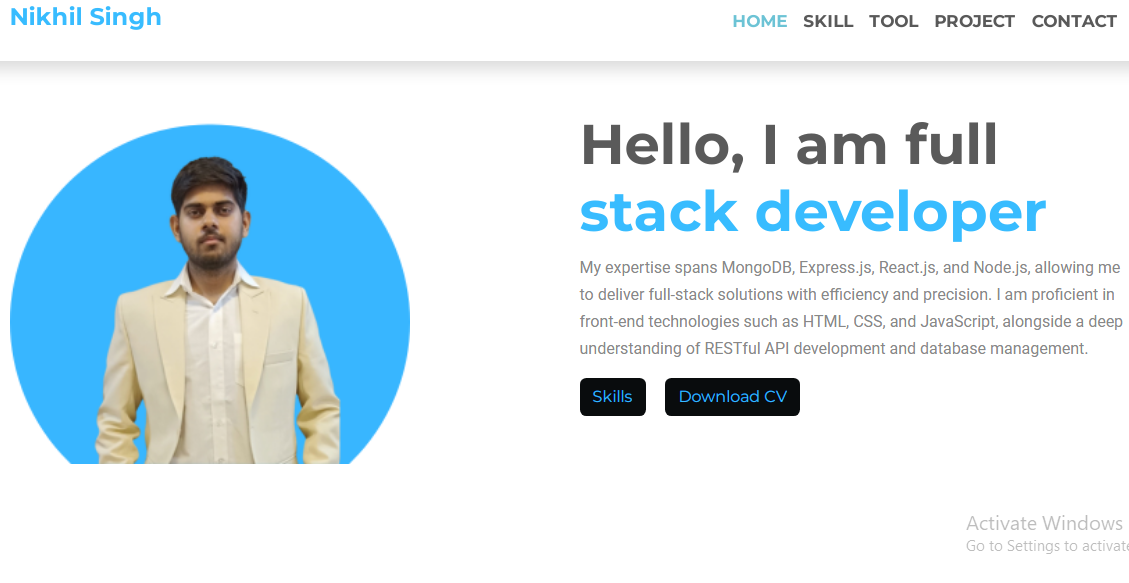 Nikhil Singh
HOME SKILL TOOL PROJECT CONTACT
Hello, I am full
stack developer
My expertise spans MongoDB, Express.js, React.js, and Node.js, allowing me
to deliver full-stack solutions with efficiency and precision. I am proficient in
front-end technologies such as HTML, CSS, and JavaScript, alongside a deep
understanding of RESTful API development and database management.
Skills Download CV
Activate Windows
Go to Settings to activate